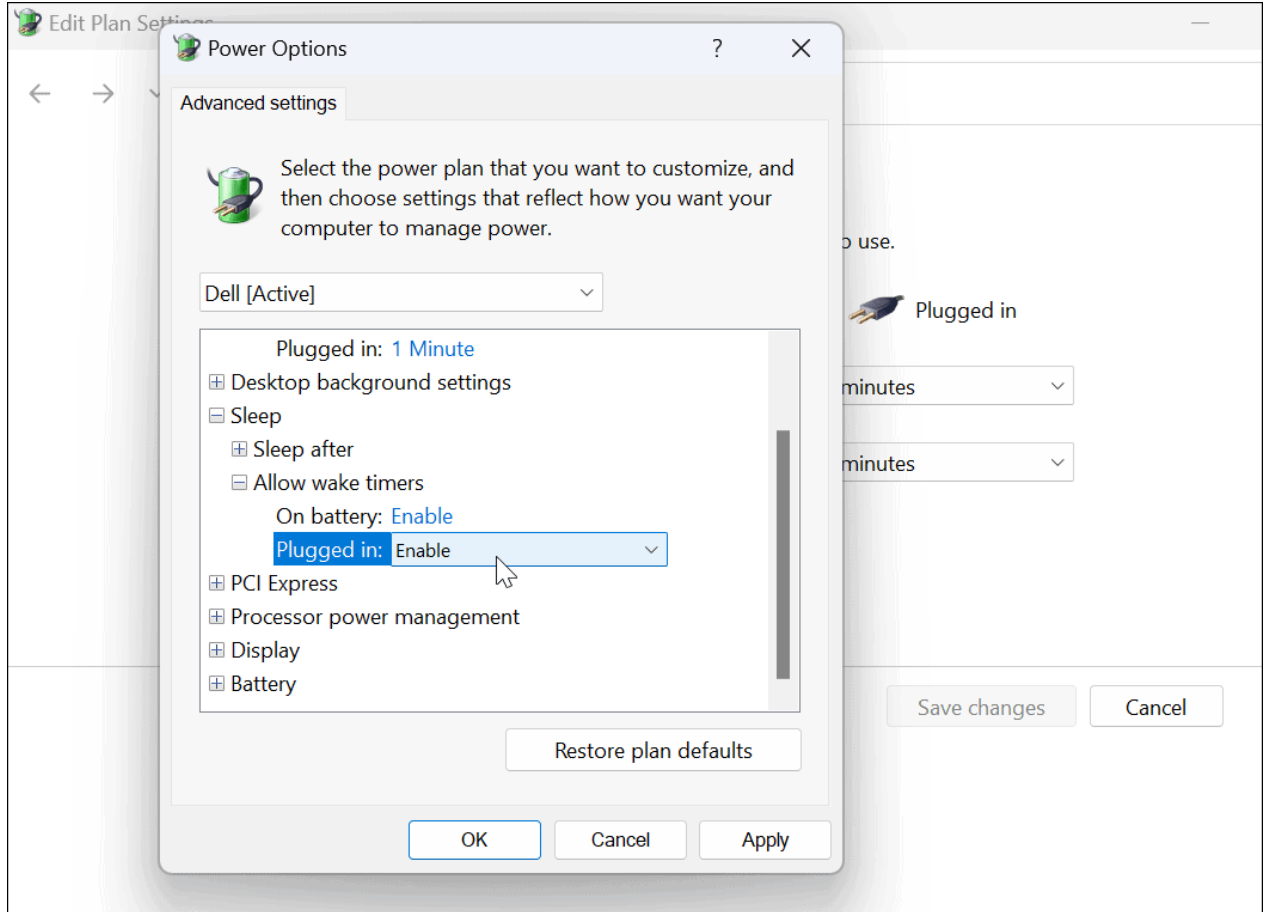 Edit Plan Settings
Power Options
?
Advanced settings
Select the power plan that you want to customize, and
then choose settings that reflect how you want your
computer to manage power.
use.
Dell [Active]
Plugged in
Plugged in: 1 Minute
Desktop background settings
minutes
Sleep
Sleep after
minutes
Allow wake timers
On battery: Enable
Plugged in: Enable
PCI Express
Processor power management
Display
Battery
Save changes
Cancel
Restore plan defaults
OK
Cancel
Apply